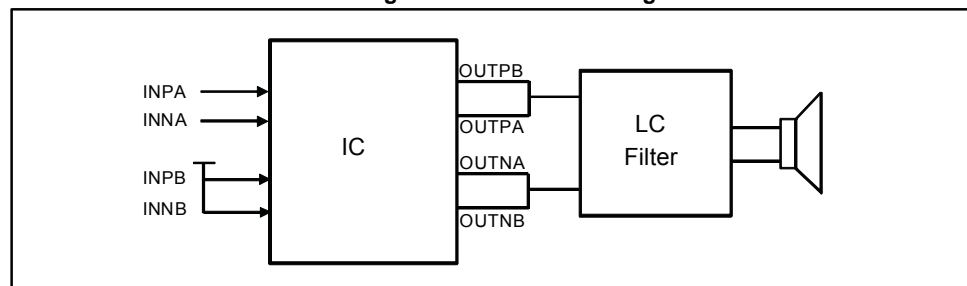 INPA
INNA
INPB
INNB
IC
OUTPB
OUTPA
OUTNA
OUTNB
LC
Filter